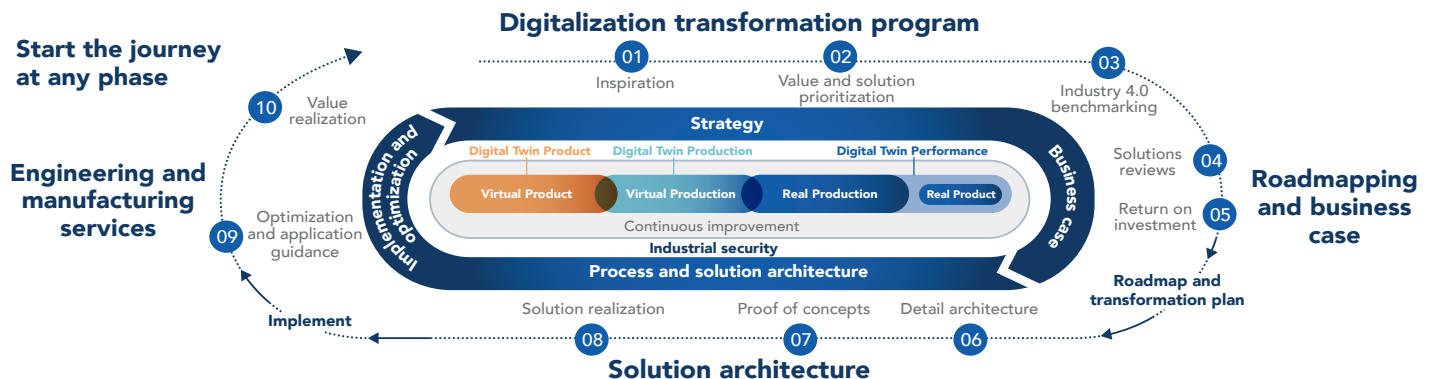 Digitalization transformation program
Start the journey
at any phase
01
Inspiration
02
Value and solution
prioritization
03
Industry 4.0
benchmarking
04
Solutions
reviews
05
Return on
investment
Roadmapping
and business
case
Roadmap and
transformation plan
06
Detail architecture
07
Proof of concepts
08
Solution realization
Solution architecture
Implement
09
Optimization
and application
guidance
Engineering and
manufacturing
services
10
Value
realization
Strategy
Business case
Process and solution architecture
Implementation and
optimization
Digital Twin Product
Digital Twin Production
Digital Twin Performance
Virtual Product
Virtual Production
Real Production
Real Product
Continuous improvement
Industrial security